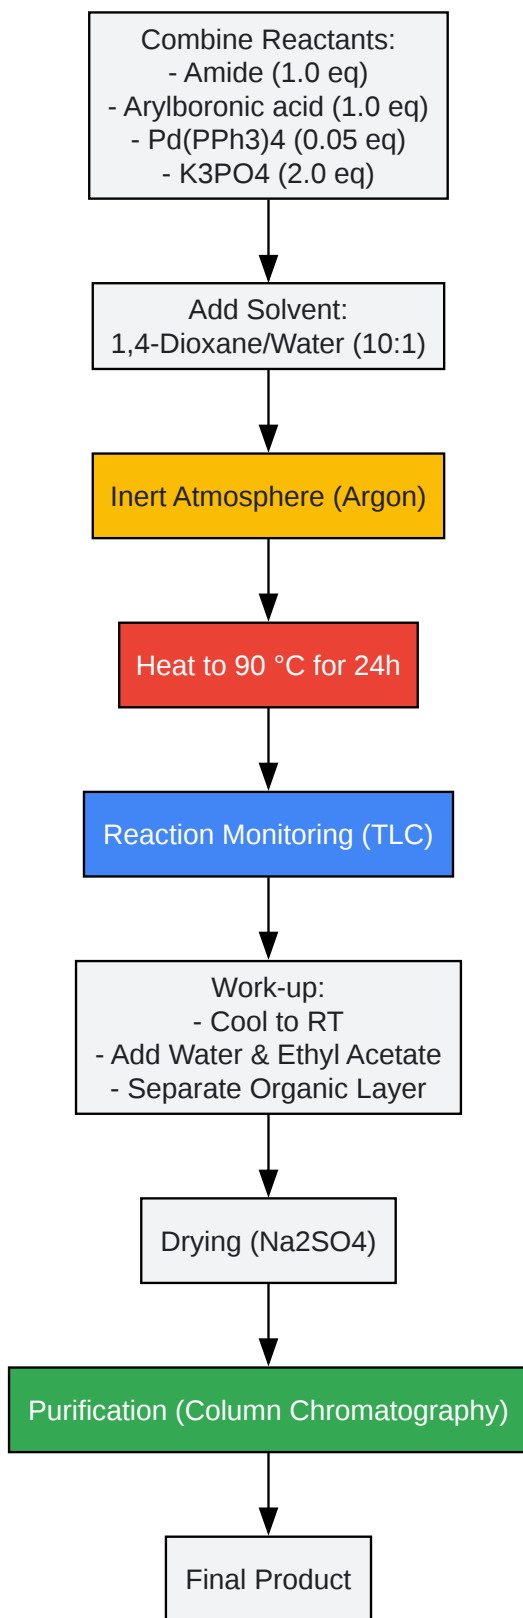 Combine Reactants:
- Amide (1.0 eq)
- Arylboronic acid (1.0 eq)
- Pd(PPh3)4 (0.05 eq)
- K3PO4 (2.0 eq)
Add Solvent:
1,4-Dioxane/Water (10:1)
Inert Atmosphere (Argon)
Heat to 90 °C for 24h
Reaction Monitoring (TLC)
Work-up:
- Cool to RT
- Add Water & Ethyl Acetate
- Separate Organic Layer
Drying (Na2SO4)
Purification (Column Chromatography)
Final Product